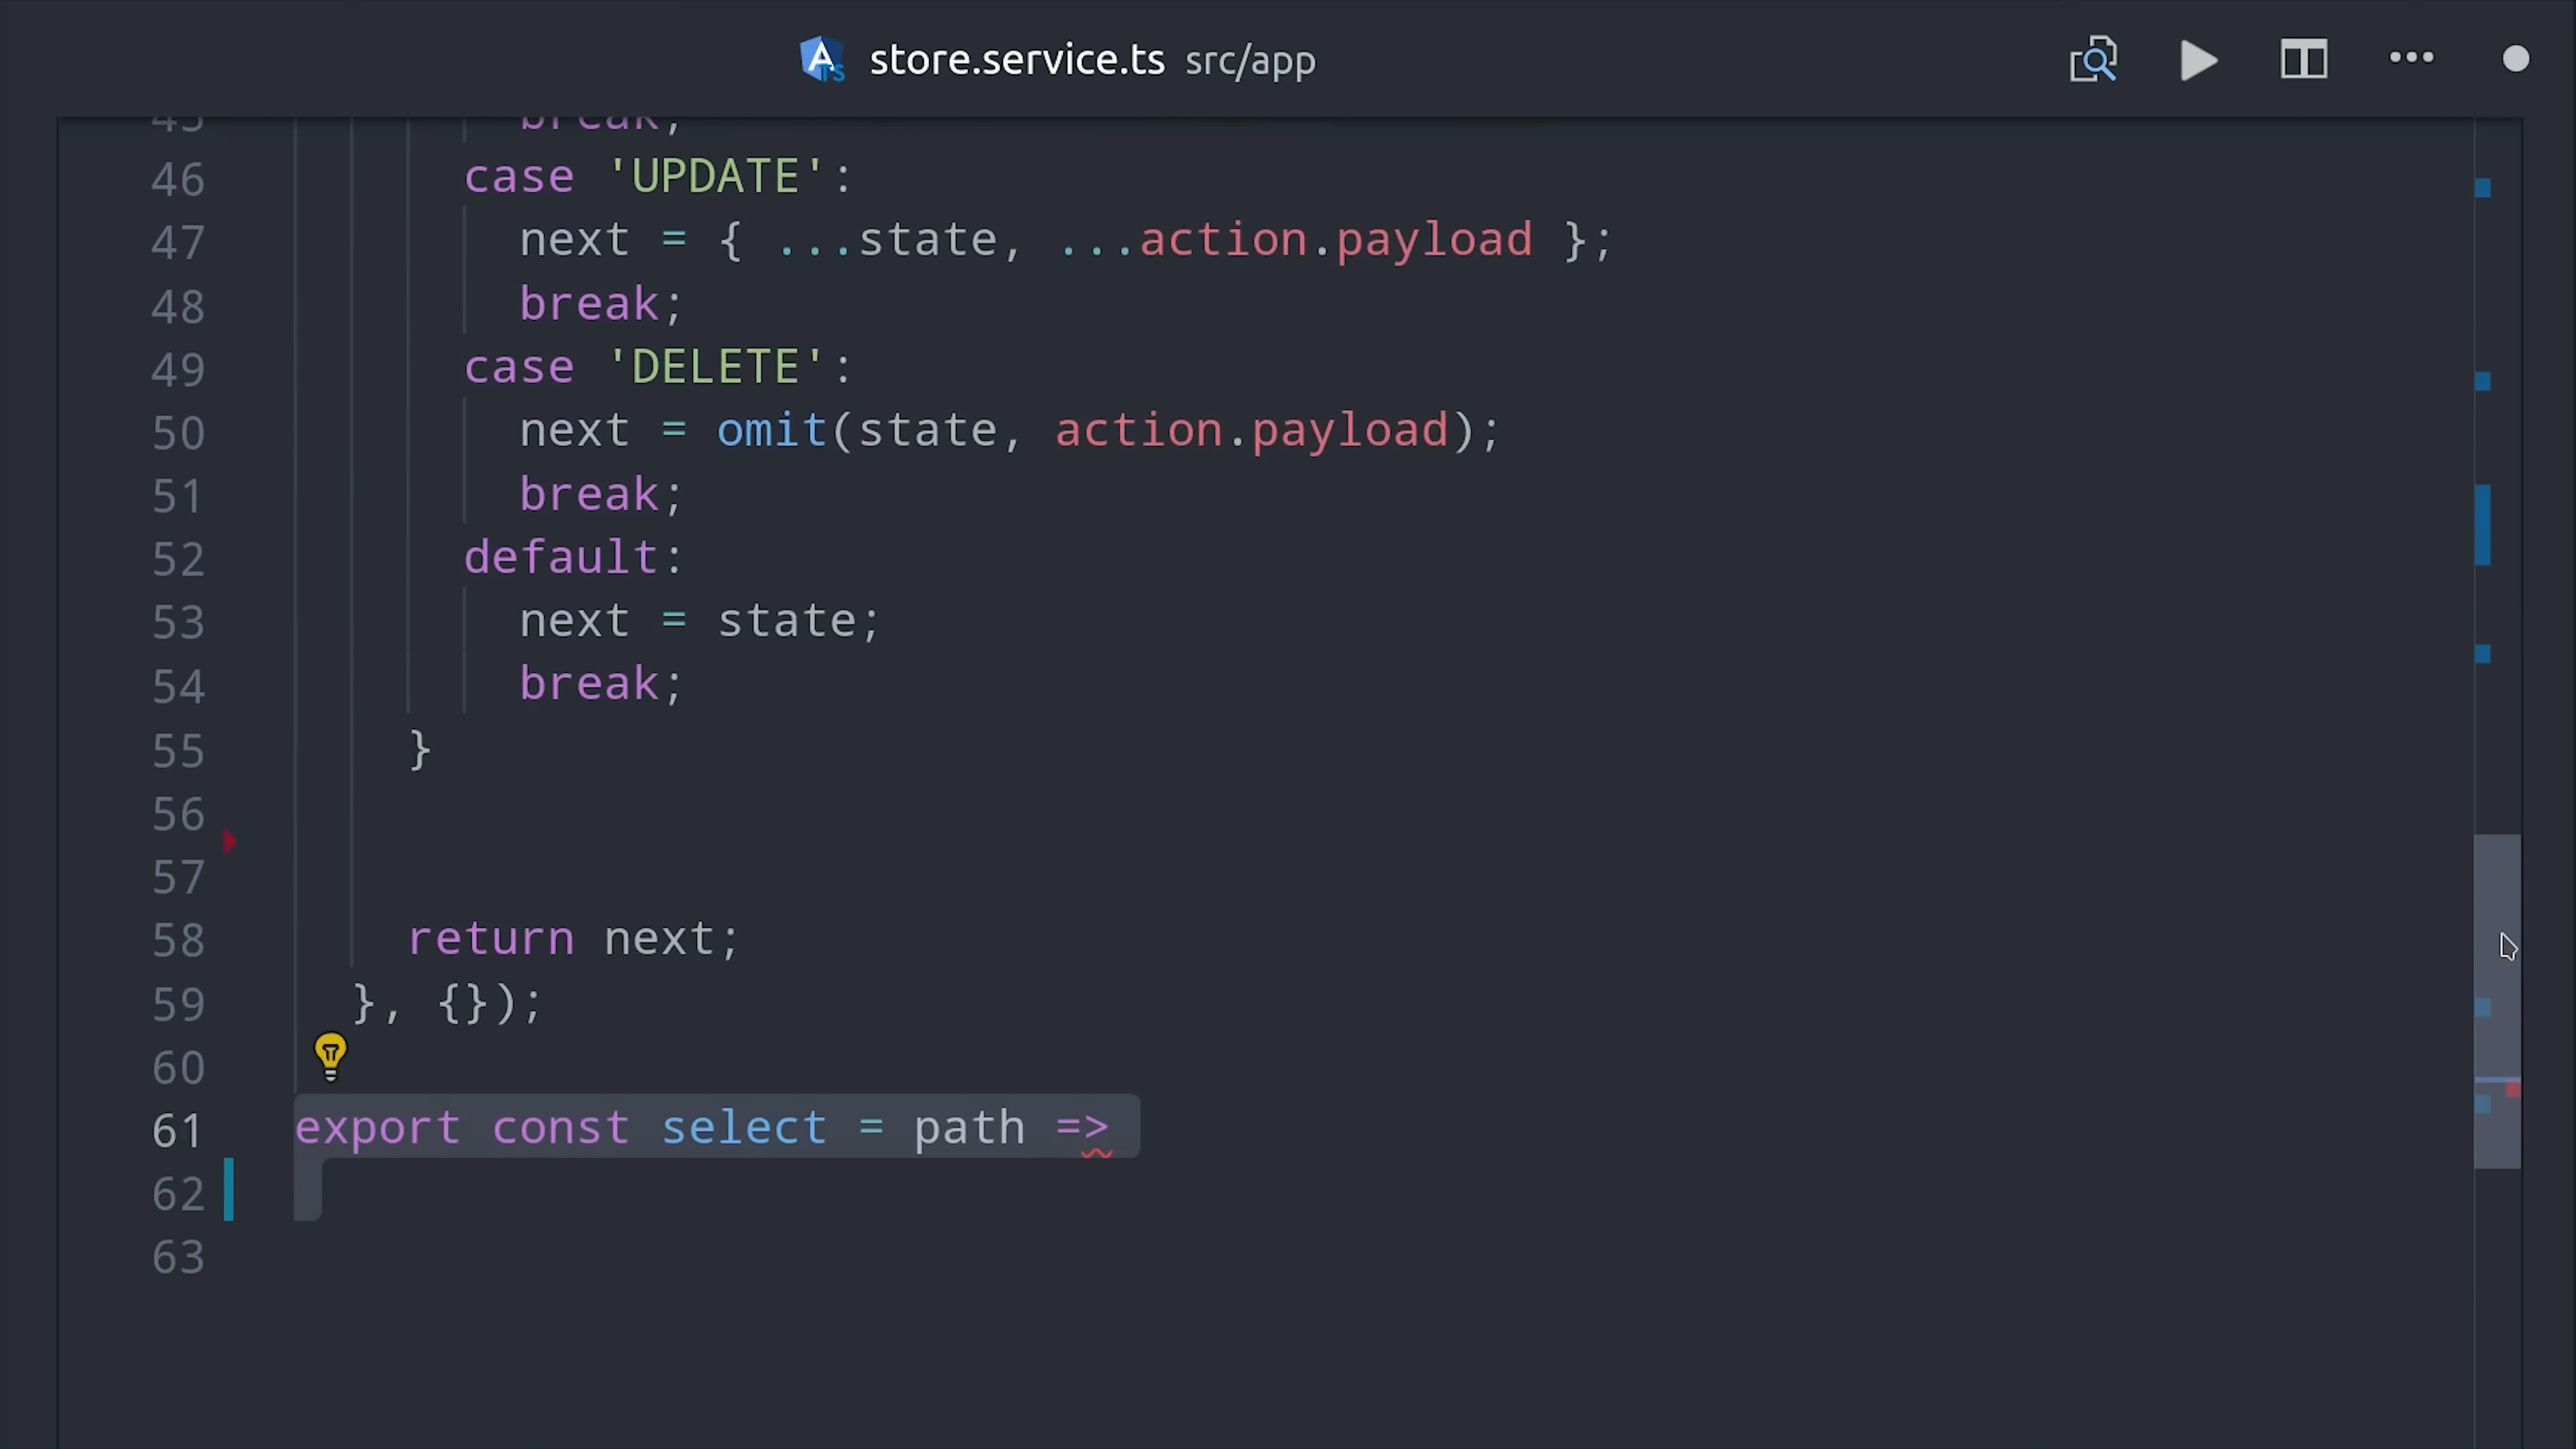 store.service.ts src/app
45 break;
46 case 'UPDATE':
47 next = { ...state, ...action.payload };
48 break;
49 case 'DELETE':
50 next = omit(state, action.payload);
51 break;
52 default:
53 next = state;
54 break;
55 }
56
57
58 return next;
59 }, {});
60
61 export const select = path =>
62
63